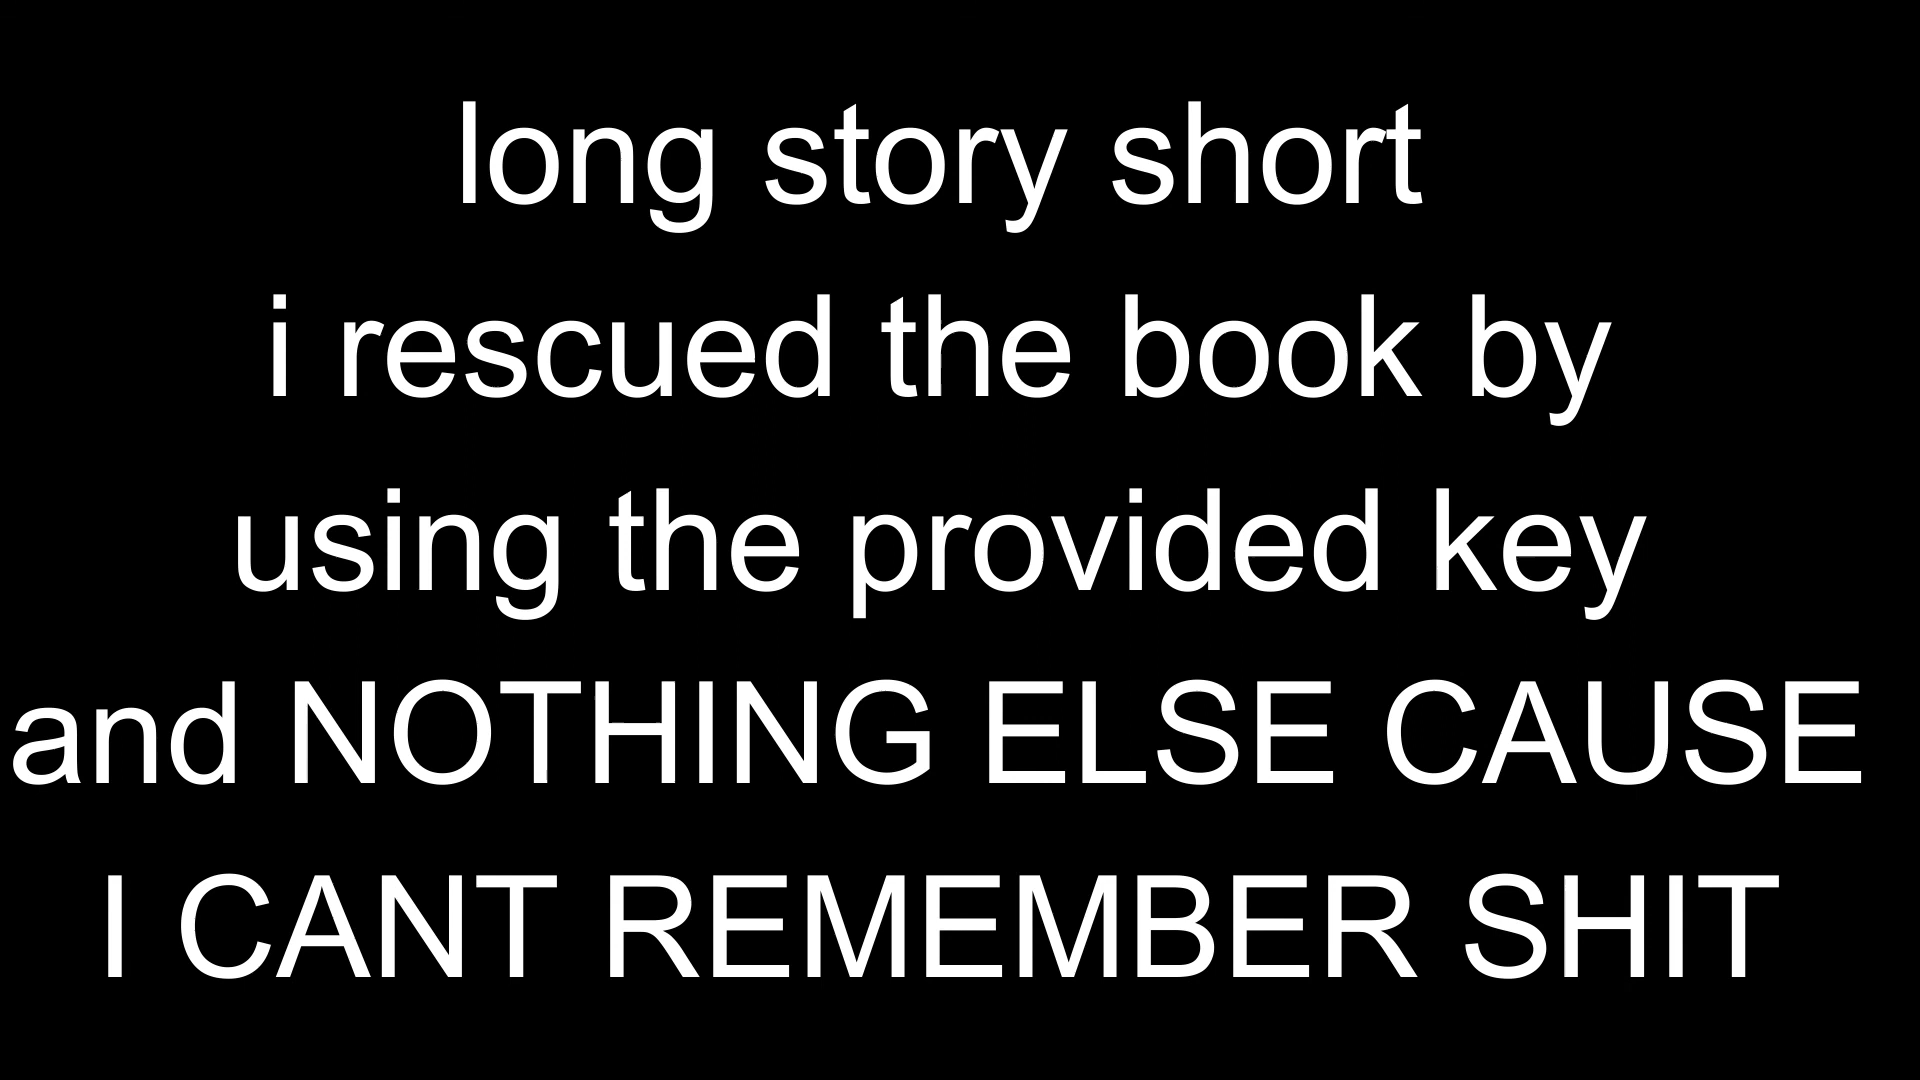 long story short
i rescued the book by
using the provided key
and NOTHING ELSE CAUSE
I CANT REMEMBER SHIT